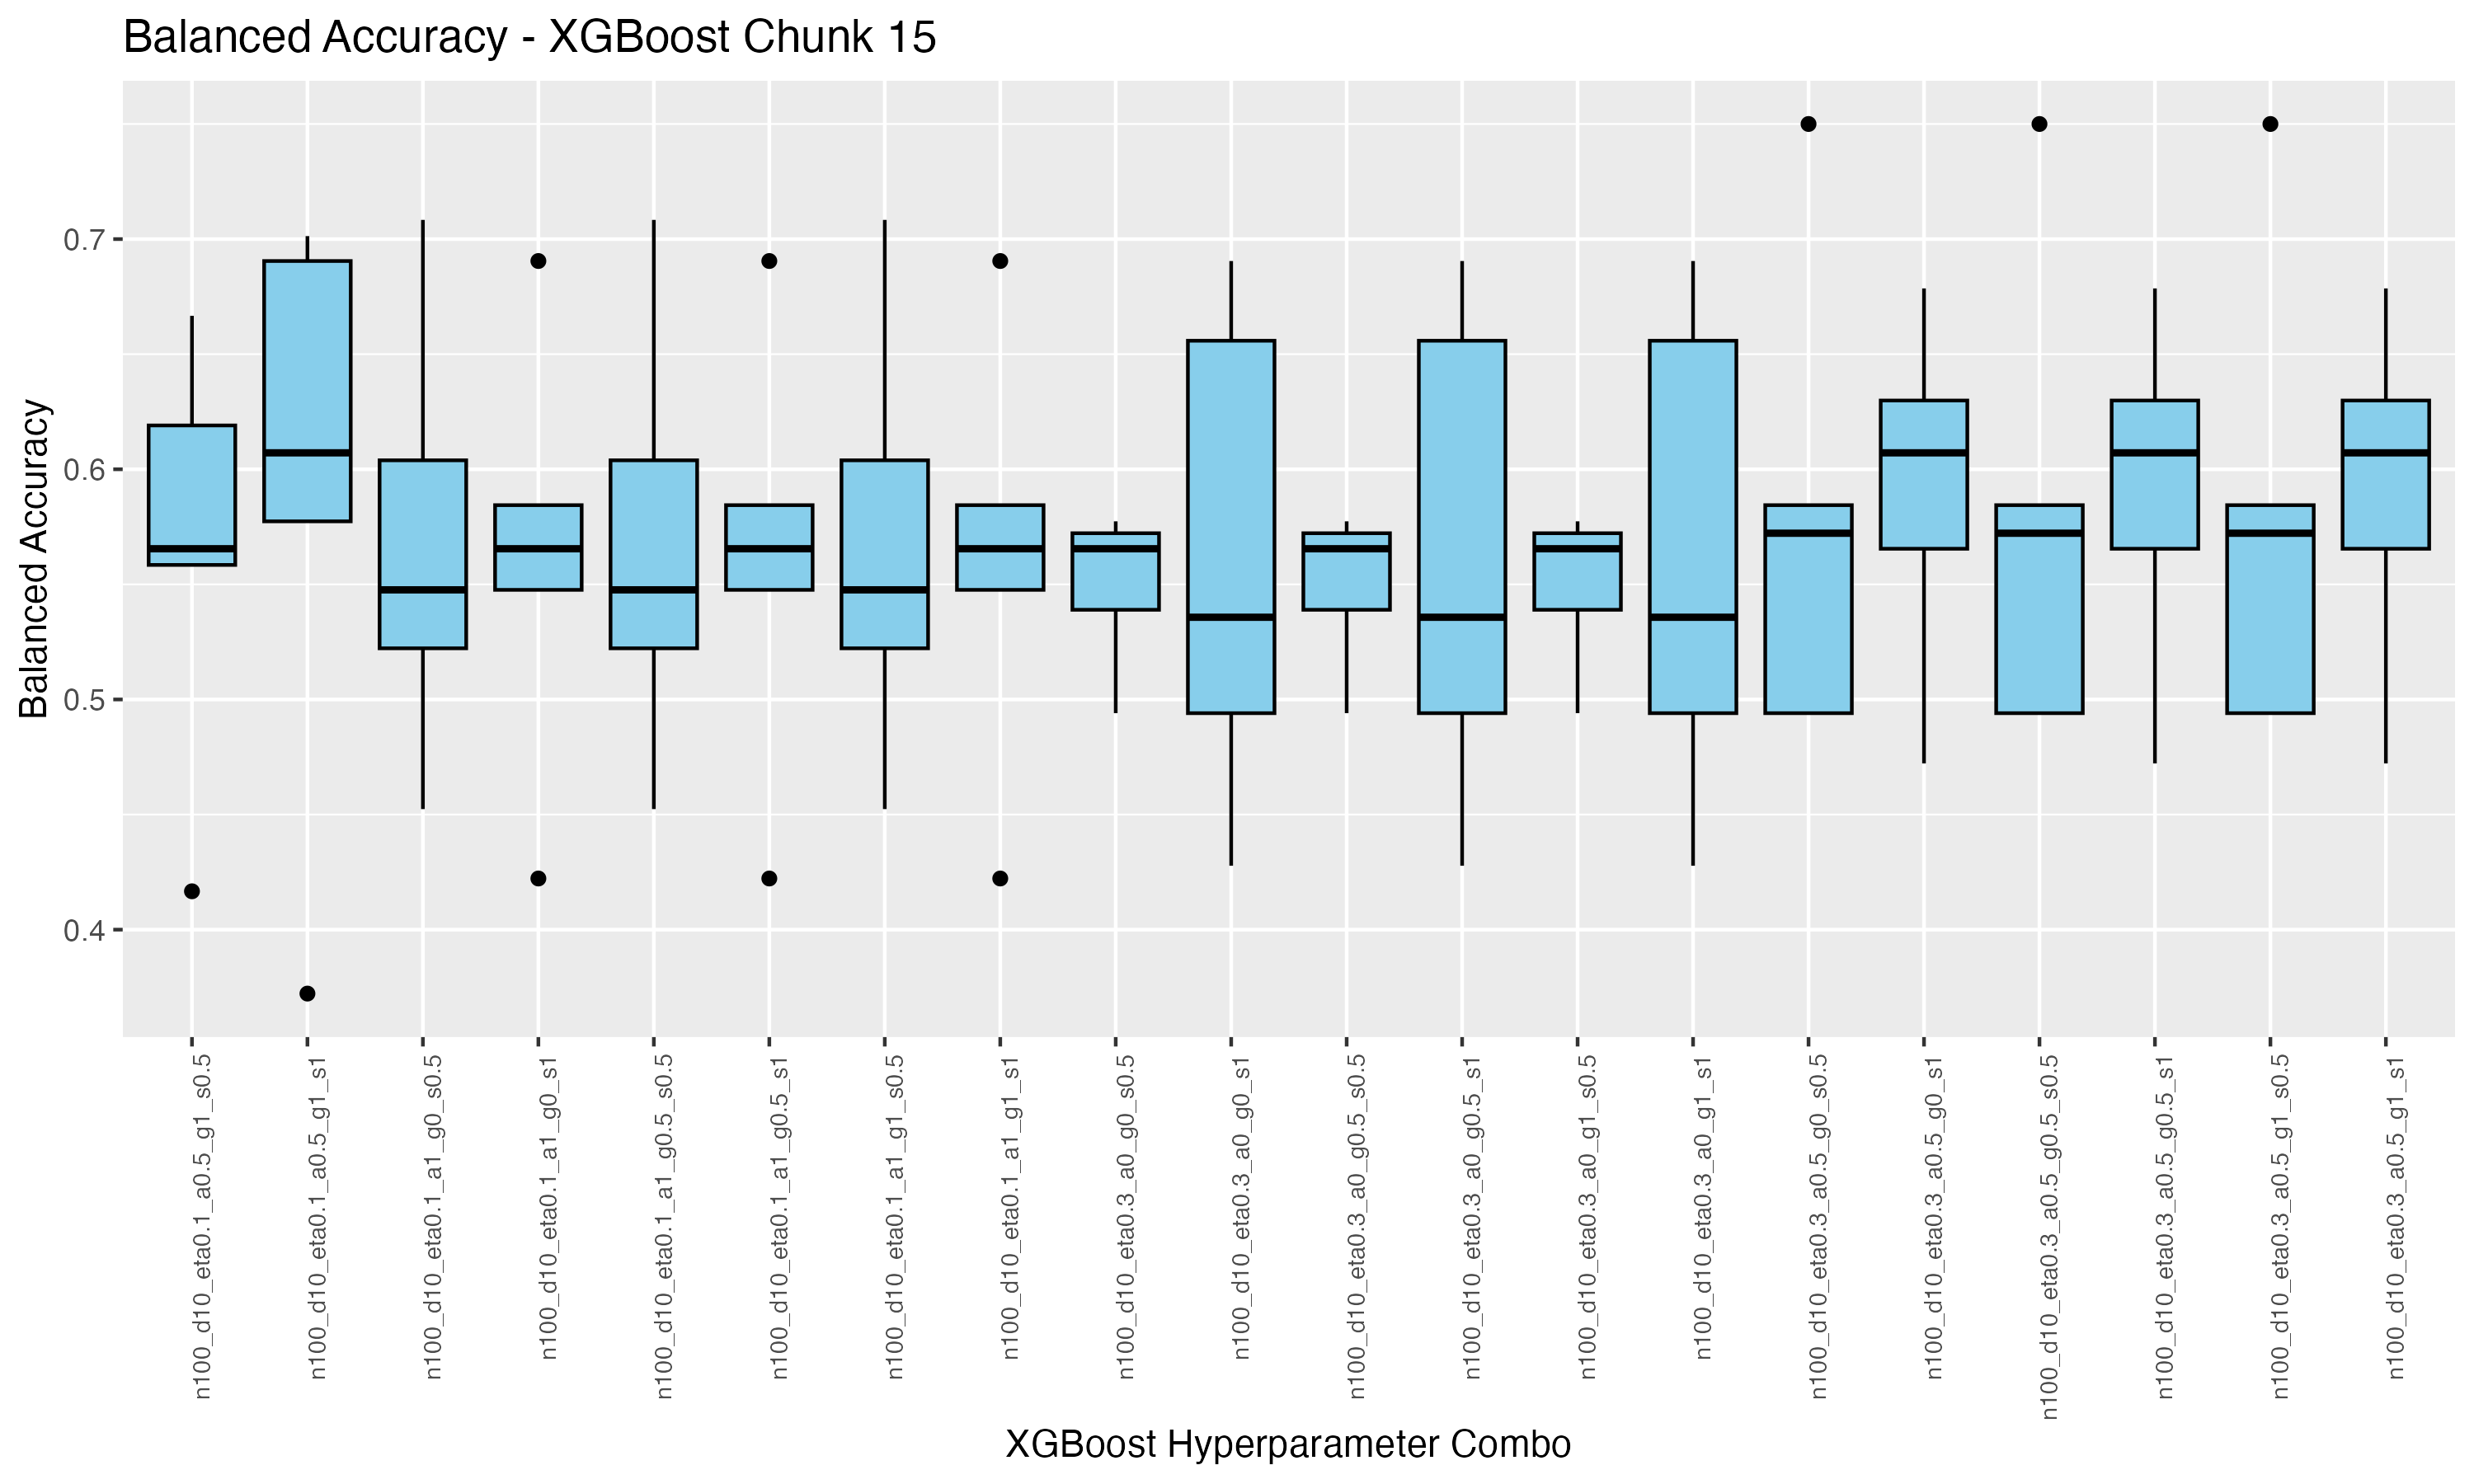 Balanced Accuracy - XGBoost Chunk 15
Balanced Accuracy
0.7
0.6
0.5
0.4
n100_d10_eta0.1_a0.5_g1_s0.5
n100_d10_eta0.1_a0.5_g1_s1
n100_d10_eta0.1_a1_g0_s0.5
n100_d10_eta0.1_a1_g0_s1
n100_d10_eta0.1_a1_g0.5_s0.5
n100_d10_eta0.1_a1_g0.5_s1
n100_d10_eta0.1_a1_g1_s0.5
n100_d10_eta0.1_a1_g1_s1
n100_d10_eta0.3_a0_g0_s0.5
n100_d10_eta0.3_a0_g0_s1
n100_d10_eta0.3_a0_g0.5_s0.5
n100_d10_eta0.3_a0_g0.5_s1
n100_d10_eta0.3_a0_g1_s0.5
n100_d10_eta0.3_a0_g1_s1
n100_d10_eta0.3_a0.5_g0_s0.5
n100_d10_eta0.3_a0.5_g0_s1
n100_d10_eta0.3_a0.5_g0.5_s0.5
n100_d10_eta0.3_a0.5_g0.5_s1
n100_d10_eta0.3_a0.5_g1_s0.5
n100_d10_eta0.3_a0.5_g1_s1
XGBoost Hyperparameter Combo